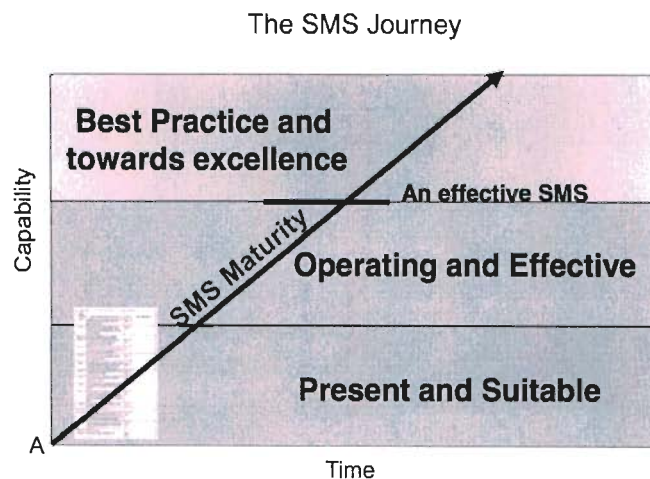 The SMS Journey
Best Practice and
towards excellence
An effective SMS
Capability
SMS Maturity
Operating and Effective
Present and Suitable
A
Time